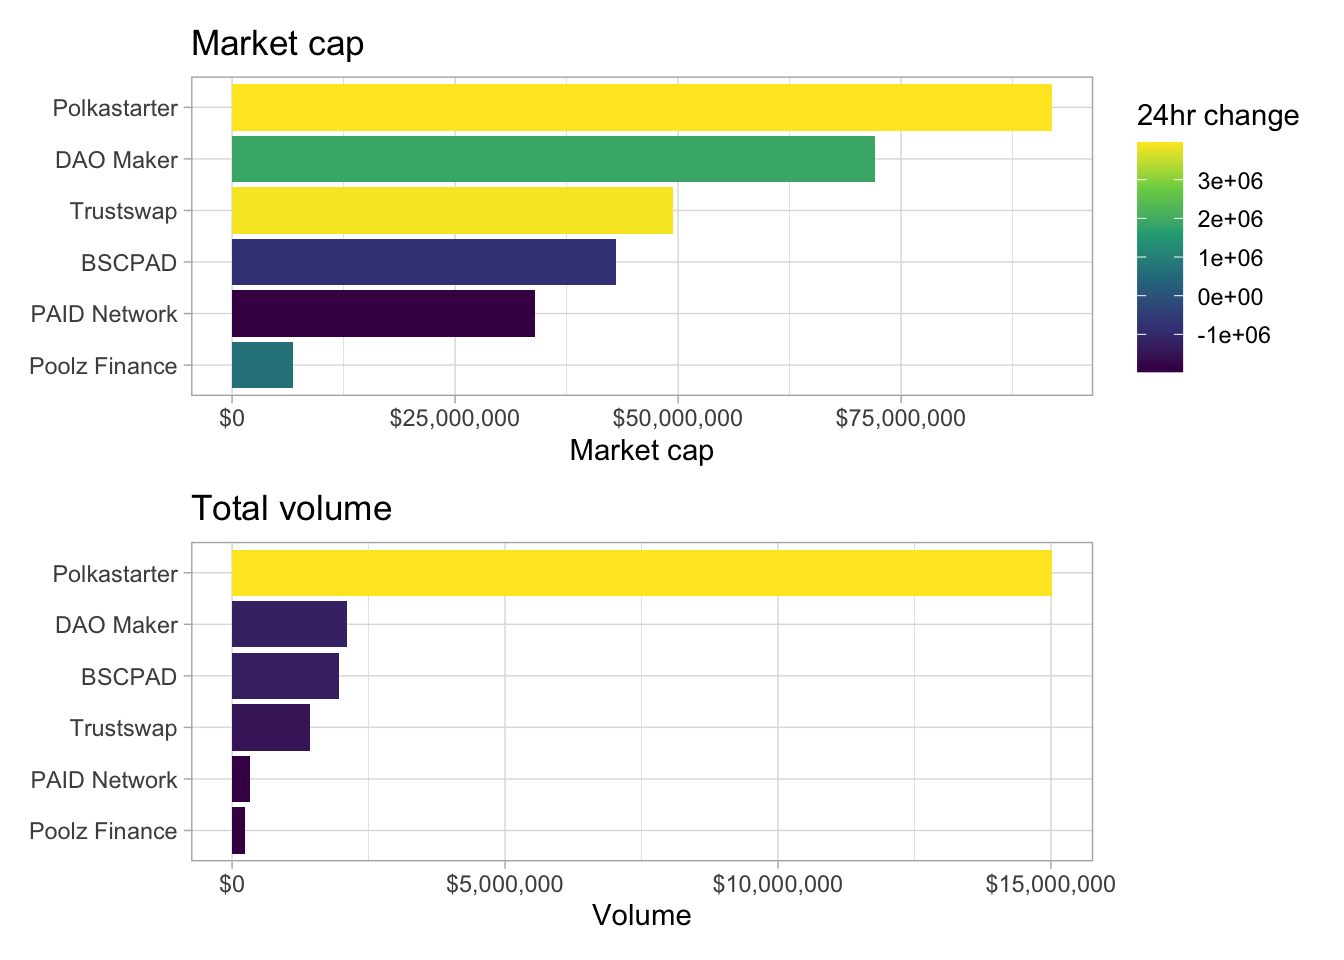 Market cap
Polkastarter
DAO Maker
Trustswap
BSCPAD
PAID Network
Poolz Finance
$0 $25,000,000 $50,000,000 $75,000,000
Market cap
24hr change
3e+06
2e+06
1e+06
0e+00
-1e+06
Total volume
Polkastarter
DAO Maker
BSCPAD
Trustswap
PAID Network
Poolz Finance
$0 $5,000,000 $10,000,000 $15,000,000
Volume